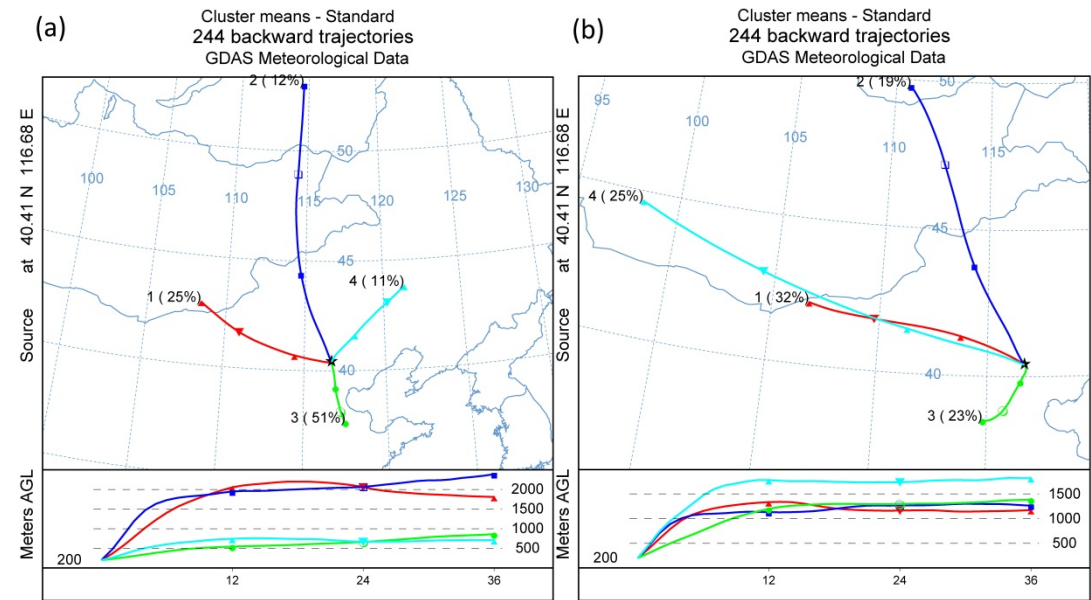 (a)
Cluster means - Standard
244 backward trajectories
GDAS Meteorological Data
Source at 40.41 N 116.68 E
2 ( 12%)
50
100
105
110
115
120
125
130
45
4 ( 11%)
1 ( 25%)
40
3 ( 51%)
Meters AGL
2000
1500
1000
500
200
12
24
36
(b)
Cluster means - Standard
244 backward trajectories
GDAS Meteorological Data
Source at 40.41 N 116.68 E
2 ( 19%)
50
95
100
105
110
115
4 ( 25%)
45
1 ( 32%)
40
3 ( 23%)
Meters AGL
1500
1000
500
200
12
24
36